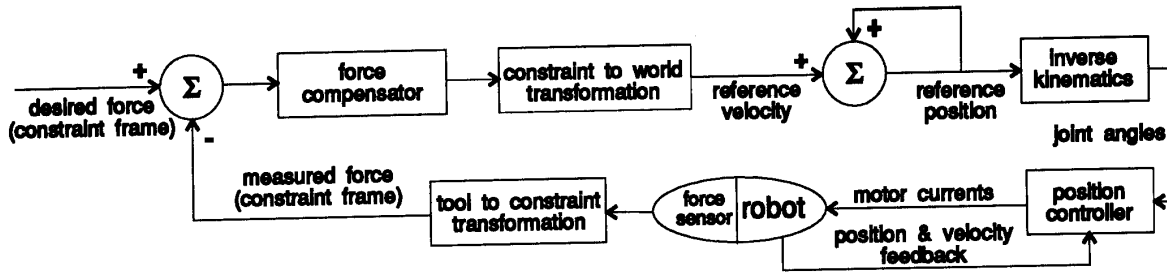 +
Σ
desired force
(constraint frame)
-
force
compensator
constraint to world
transformation
+
reference
velocity
+
Σ
reference
position
inverse
kinematics
joint angles
measured force
(constraint frame)
tool to constraint
transformation
force
sensor
robot
motor currents
position & velocity
feedback
position
controller